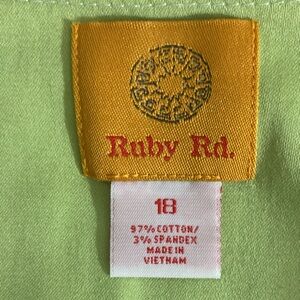 Ruby Rd.
18
97% COTTON/
3% SPANDEX
MADE IN
VIETNAM